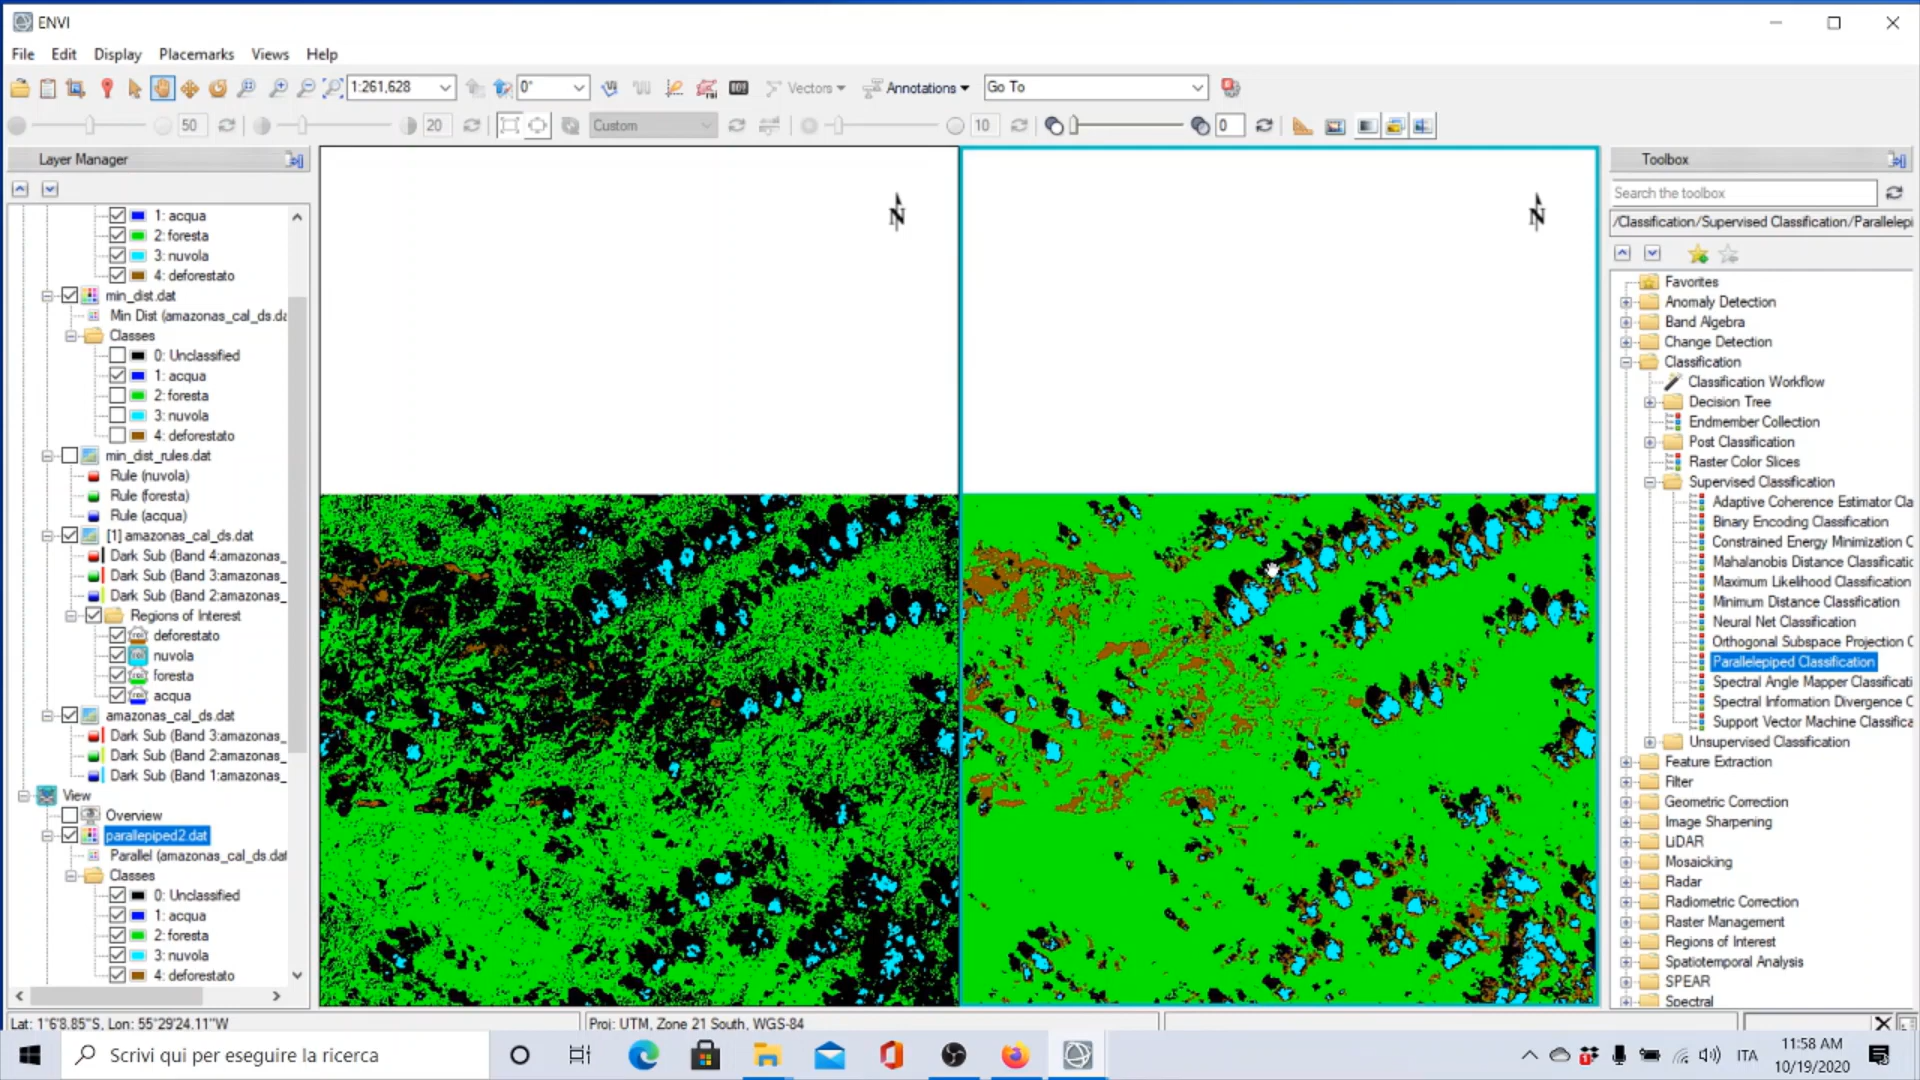 ENVI
File Edit Display Placemarks Views Help
1:261,628 0° Vectors Annotations Go To
50 20 Custom 10 0
Layer Manager
1: acqua
2: foresta
3: nuvola
4: deforestato
min_dist.dat
Min Dist (amazonas_cal_ds.da
Classes
0: Unclassified
1: acqua
2: foresta
3: nuvola
4: deforestato
min_dist_rules.dat
Rule (nuvola)
Rule (foresta)
Rule (acqua)
[1] amazonas_cal_ds.dat
Dark Sub (Band 4:amazonas_
Dark Sub (Band 3:amazonas_
Dark Sub (Band 2:amazonas_
Regions of Interest
deforestato
nuvola
foresta
acqua
amazonas_cal_ds.dat
Dark Sub (Band 3:amazonas_
Dark Sub (Band 2:amazonas_
Dark Sub (Band 1:amazonas_
View
Overview
parallepiped2.dat
Parallel (amazonas_cal_ds.dat
Classes
0: Unclassified
1: acqua
2: foresta
3: nuvola
4: deforestato
N
N
Toolbox
Search the toolbox
/Classification/Supervised Classification/Parallelepi
Favorites
Anomaly Detection
Band Algebra
Change Detection
Classification
Classification Workflow
Decision Tree
Endmember Collection
Post Classification
Raster Color Slices
Supervised Classification
Adaptive Coherence Estimator Cla
Binary Encoding Classification
Constrained Energy Minimization C
Mahalanobis Distance Classificatio
Maximum Likelihood Classification
Minimum Distance Classification
Neural Net Classification
Orthogonal Subspace Projection C
Parallelepiped Classification
Spectral Angle Mapper Classificati
Spectral Information Divergence C
Support Vector Machine Classifica
Unsupervised Classification
Feature Extraction
Filter
Geometric Correction
Image Sharpening
LiDAR
Mosaicking
Radar
Radiometric Correction
Raster Management
Regions of Interest
Spatiotemporal Analysis
SPEAR
Spectral
Lat: 1°6'8.85"S, Lon: 55°29'24.11"W
Proj: UTM, Zone 21 South, WGS-84
Scrivi qui per eseguire la ricerca
ITA
11:58 AM
10/19/2020